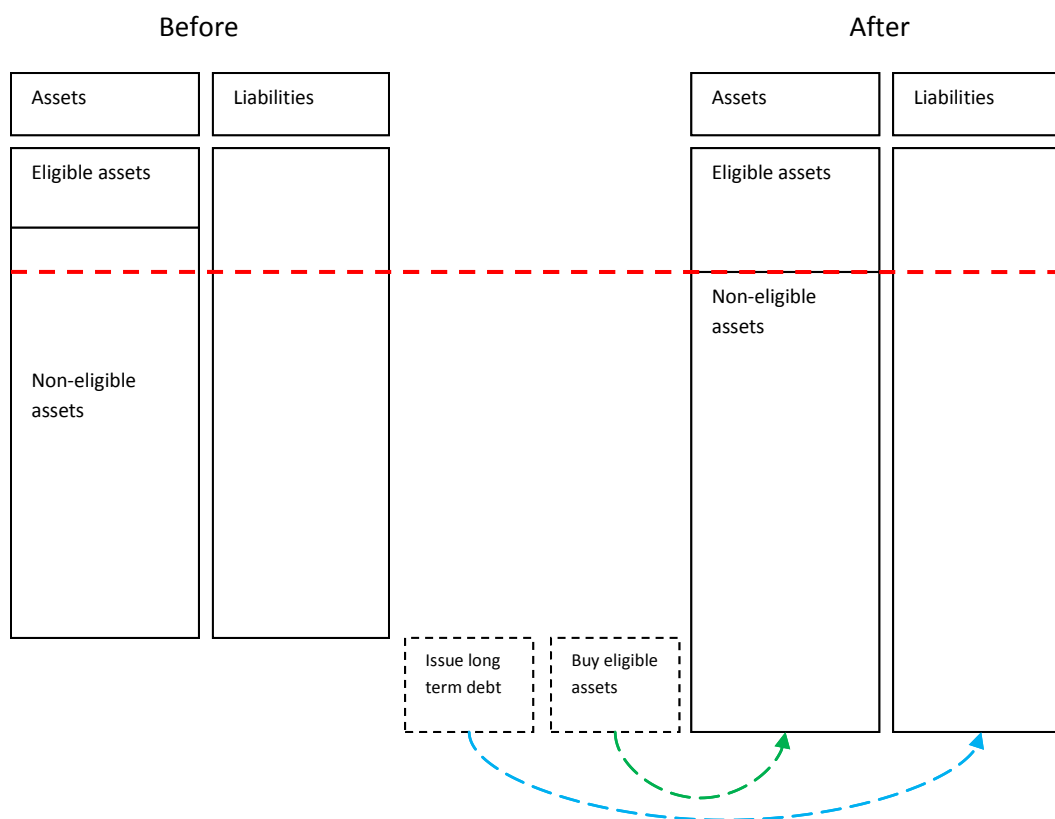 Before
After
Assets
Liabilities
Assets
Liabilities
Eligible assets
Eligible assets
Non-eligible
assets
Non-eligible
assets
Issue long
term debt
Buy eligible
assets